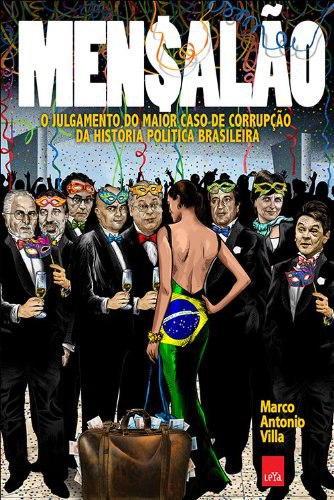 MEN$ALÃO
O JULGAMENTO DO MAIOR CASO DE CORRUPÇÃO
DA HISTÓRIA POLÍTICA BRASILEIRA
Marco
Antonio
Villa
LeYa